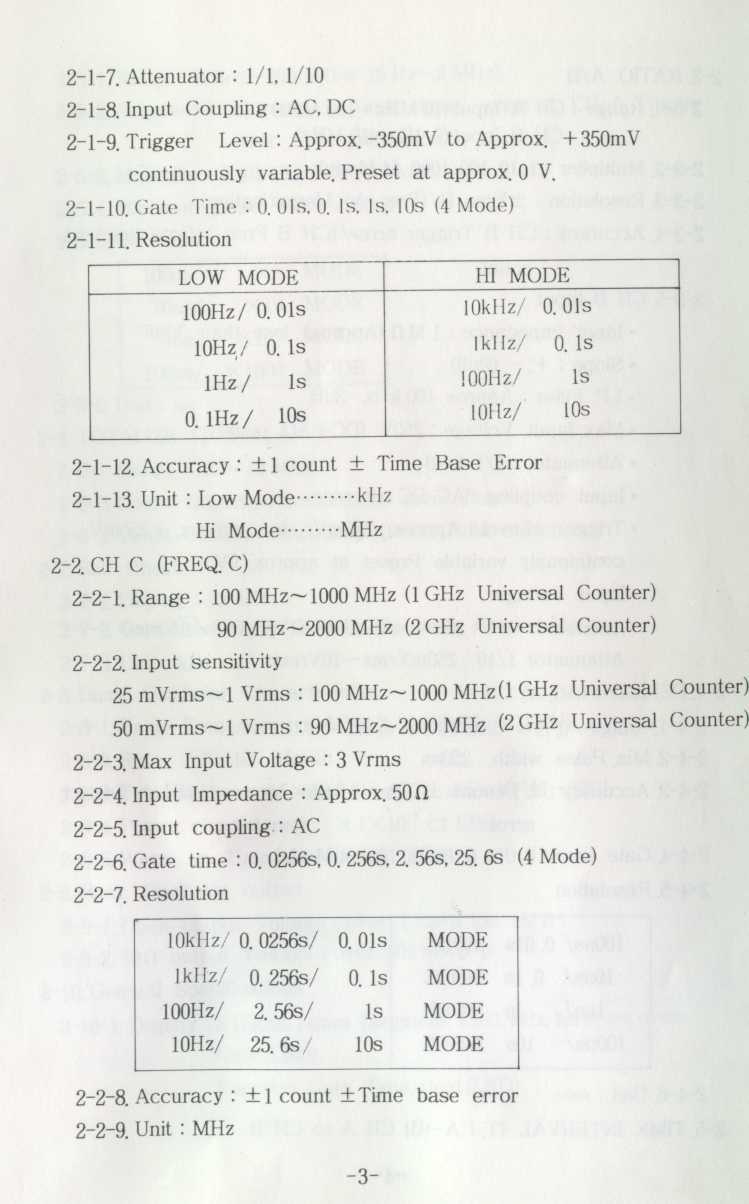 2-1-7. Attenuator : 1/1, 1/10
2-1-8. Input Coupling : AC, DC
2-1-9. Trigger Level : Approx. -350mV to Approx. +350mV
continuously variable. Preset at approx. 0 V.
2-1-10. Gate Time : 0.01s, 0.1s, 1s, 10s (4 Mode)
2-1-11. Resolution
LOW MODE HI MODE
100Hz/ 0.01s 10kHz/ 0.01s
10Hz/ 0.1s 1kHz/ 0.1s
1Hz/ 1s 100Hz/ 1s
0.1Hz/ 10s 10Hz/ 10s
2-1-12. Accuracy : ±1 count ± Time Base Error
2-1-13. Unit : Low Mode………kHz
Hi Mode………MHz
2-2. CH C (FREQ. C)
2-2-1. Range : 100 MHz~1000 MHz (1 GHz Universal Counter)
90 MHz~2000 MHz (2 GHz Universal Counter)
2-2-2. Input sensitivity
25 mVrms~1 Vrms : 100 MHz~1000 MHz (1 GHz Universal Counter)
50 mVrms~1 Vrms : 90 MHz~2000 MHz (2 GHz Universal Counter)
2-2-3. Max Input Voltage : 3 Vrms
2-2-4. Input Impedance : Approx. 50Ω
2-2-5. Input coupling : AC
2-2-6. Gate time : 0.0256s, 0.256s, 2.56s, 25.6s (4 Mode)
2-2-7. Resolution
10kHz/ 0.0256s/ 0.01s MODE
1kHz/ 0.256s/ 0.1s MODE
100Hz/ 2.56s/ 1s MODE
10Hz/ 25.6s/ 10s MODE
2-2-8. Accuracy : ±1 count ±Time base error
2-2-9. Unit : MHz
-3-